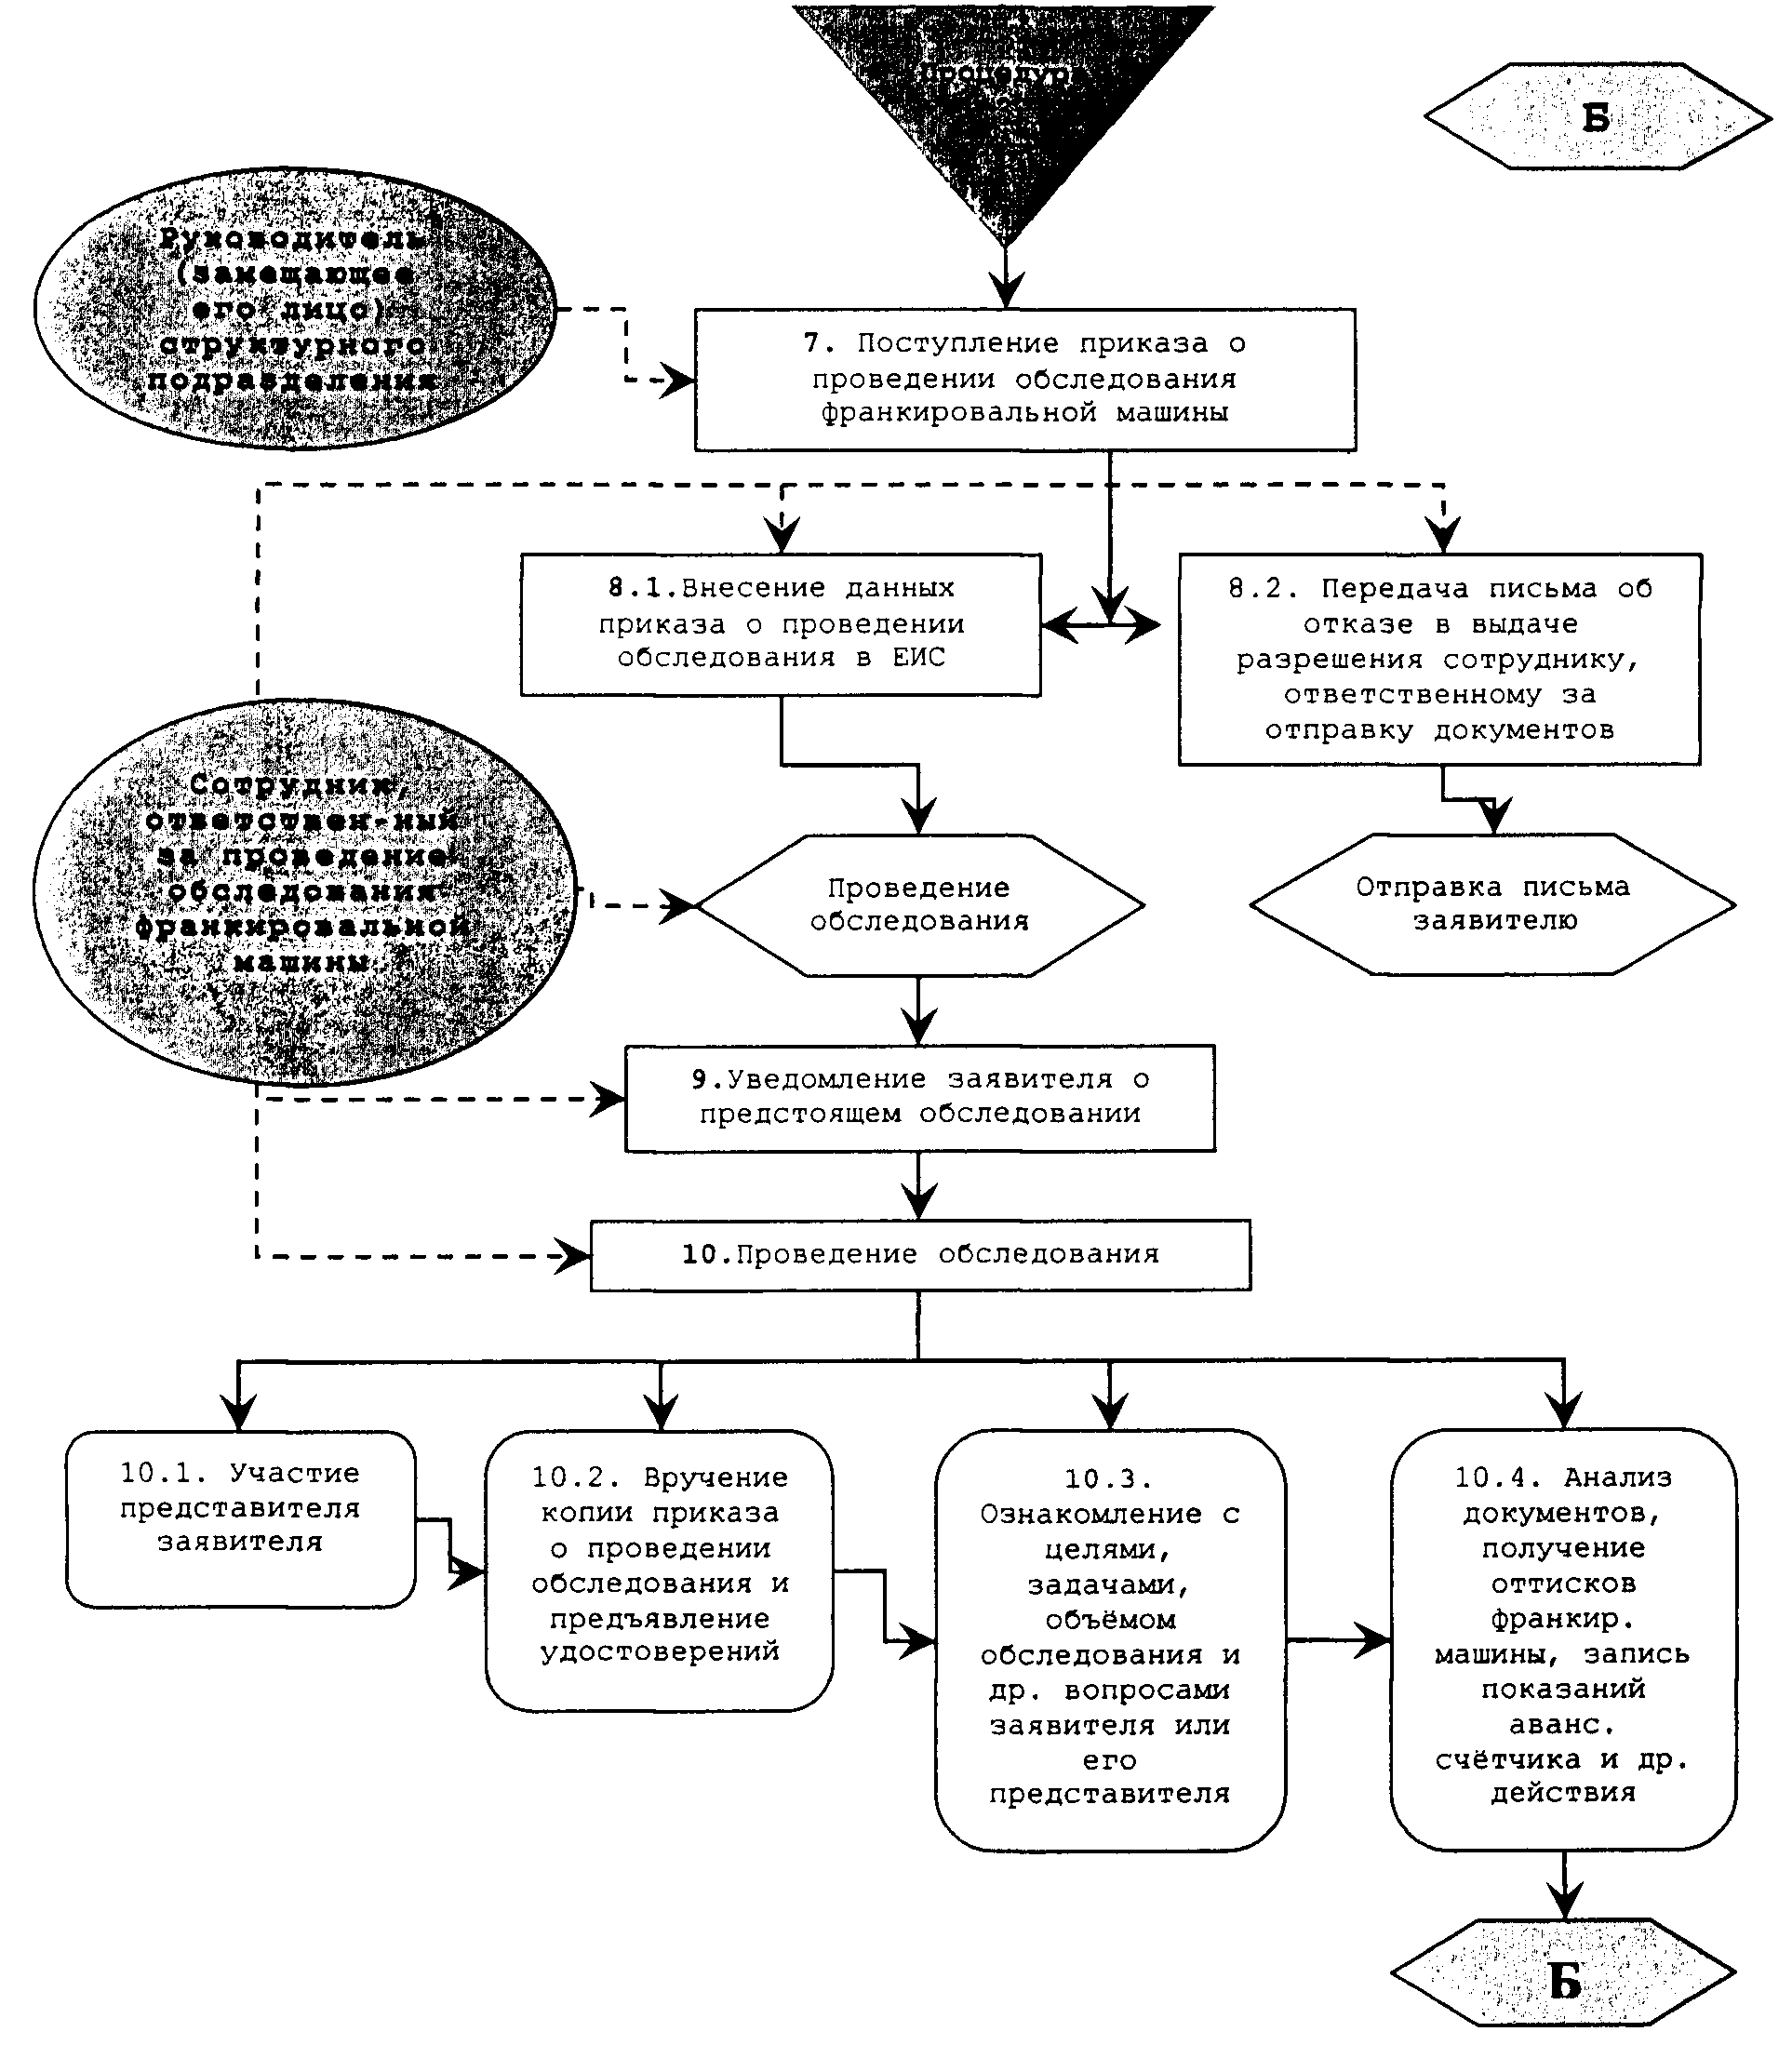 Процедура
Б
Руководитель
(замещающее
его лицо)
структурного
подразделения
7. Поступление приказа о
проведении обследования
франкировальной машины
8.1.Внесение данных
приказа о проведении
обследования в ЕИС
8.2. Передача письма об
отказе в выдаче
разрешения сотруднику,
ответственному за
отправку документов
Сотрудник,
ответствен-ный
за проведение
обследования
франкировальной
машины
Проведение
обследования
Отправка письма
заявителю
9.Уведомление заявителя о
предстоящем обследовании
10.Проведение обследования
10.1. Участие
представителя
заявителя
10.2. Вручение
копии приказа
о проведении
обследования и
предъявление
удостоверений
10.3.
Ознакомление с
целями,
задачами,
объёмом
обследования и
др. вопросами
заявителя или
его
представителя
10.4. Анализ
документов,
получение
оттисков
франкир.
машины, запись
показаний
аванс.
счётчика и др.
действия
Б